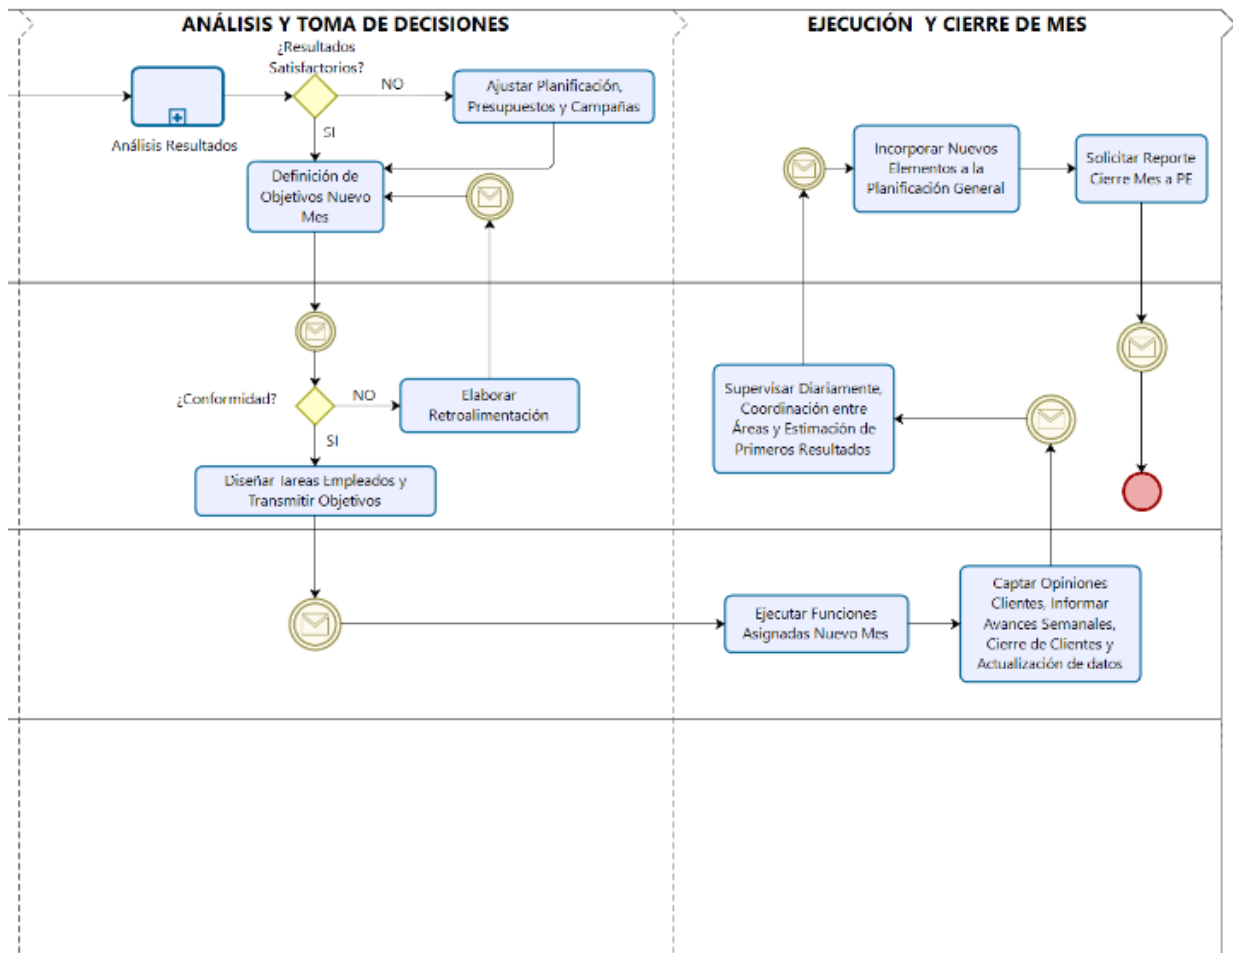 ANÁLISIS Y TOMA DE DECISIONES
¿Resultados
Satisfactorios?
NO
SI
Análisis Resultados
Ajustar Planificación,
Presupuestos y Campañas
Definición de
Objetivos Nuevo
Mes
¿Conformidad?
NO
SI
Elaborar
Retroalimentación
Diseñar Tareas Empleados y
Transmitir Objetivos
EJECUCIÓN Y CIERRE DE MES
Incorporar Nuevos
Elementos a la
Planificación General
Solicitar Reporte
Cierre Mes a PE
Supervisar Diariamente,
Coordinación entre
Áreas y Estimación de
Primeros Resultados
Ejecutar Funciones
Asignadas Nuevo Mes
Captar Opiniones
Clientes, Informar
Avances Semanales,
Cierre de Clientes y
Actualización de datos